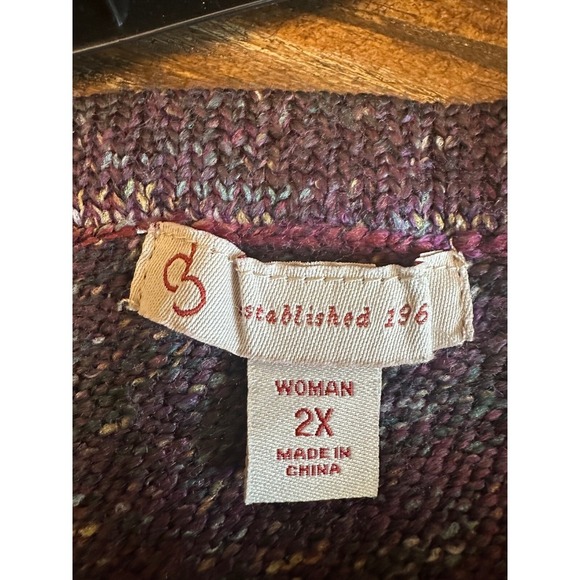 established 196
WOMAN
2X
MADE IN
CHINA